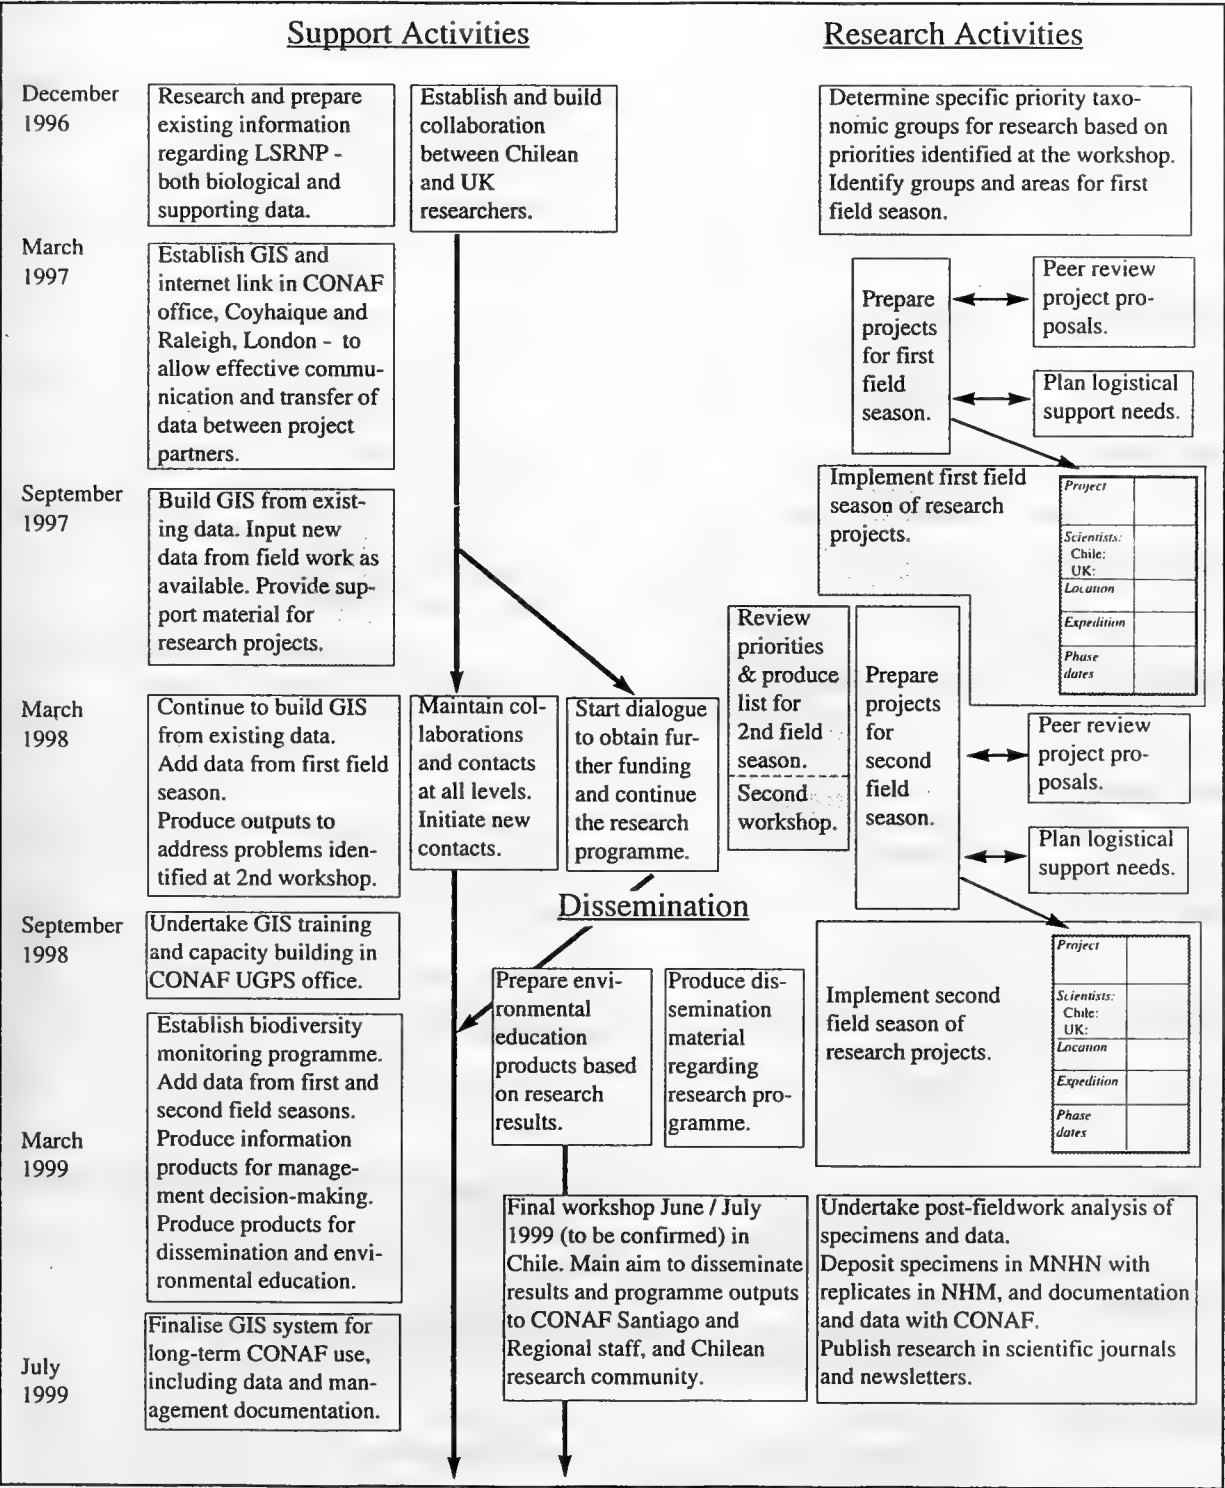 Support Activities
Research Activities
December
1996
Research and prepare
existing information
regarding LSRNP -
both biological and
supporting data.
Establish and build
collaboration
between Chilean
and UK
researchers.
Determine specific priority taxo-
nomic groups for research based on
priorities identified at the workshop.
Identify groups and areas for first
field season.
March
1997
Establish GIS and
internet link in CONAF
office, Coyhaique and
Raleigh, London - to
allow effective commu-
nication and transfer of
data between project
partners.
Prepare
projects
for first
field
season.
Peer review
project pro-
posals.
Plan logistical
support needs.
September
1997
Build GIS from exist-
ing data. Input new
data from field work as
available. Provide sup-
port material for
research projects.
Implement first field
season of research
projects.
Project
Scientists:
Chile:
UK:
Location
Expedition
Phase
dates
March
1998
Continue to build GIS
from existing data.
Add data from first field
season.
Produce outputs to
address problems iden-
tified at 2nd workshop.
Maintain col-
laborations
and contacts
at all levels.
Initiate new
contacts.
Start dialogue
to obtain fur-
ther funding
and continue
the research
programme.
Review
priorities
& produce
list for
2nd field
season.
Second
workshop.
Prepare
projects
for
second
field
season.
Peer review
project pro-
posals.
Plan logistical
support needs.
Dissemination
September
1998
Undertake GIS training
and capacity building in
CONAF UGPS office.
Prepare envi-
ronmental
education
products based
on research
results.
Produce dis-
semination
material
regarding
research pro-
gramme.
Implement second
field season of
research projects.
Project
Scientists:
Chile:
UK:
Location
Expedition
Phase
dates
March
1999
Establish biodiversity
monitoring programme.
Add data from first and
second field seasons.
Produce information
products for manage-
ment decision-making.
Produce products for
dissemination and envi-
ronmental education.
Final workshop June / July
1999 (to be confirmed) in
Chile. Main aim to disseminate
results and programme outputs
to CONAF Santiago and
Regional staff, and Chilean
research community.
Undertake post-fieldwork analysis of
specimens and data.
Deposit specimens in MNHN with
replicates in NHM, and documentation
and data with CONAF.
Publish research in scientific journals
and newsletters.
July
1999
Finalise GIS system for
long-term CONAF use,
including data and man-
agement documentation.